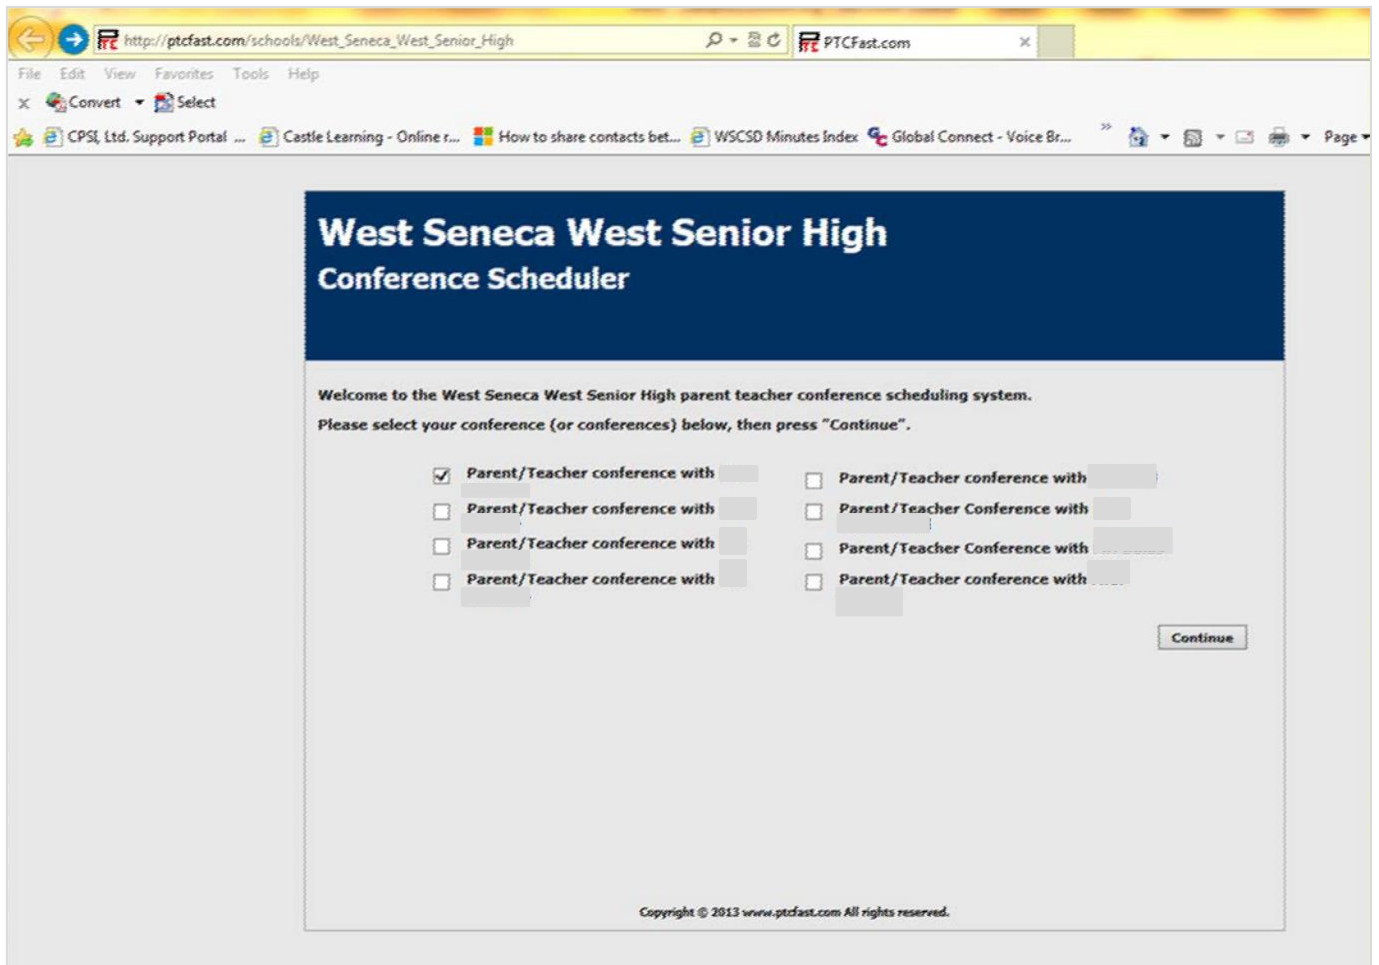 http://ptcfast.com/schools/West_Seneca_West_Senior_High
PTCFast.com
File Edit View Favorites Tools Help
x Convert Select
CPSI, Ltd. Support Portal ... Castle Learning - Online r... How to share contacts bet... WSCSD Minutes Index Global Connect - Voice Br... » Page
West Seneca West Senior High
Conference Scheduler
Welcome to the West Seneca West Senior High parent teacher conference scheduling system.
Please select your conference (or conferences) below, then press "Continue".
Parent/Teacher conference with
Parent/Teacher conference with
Parent/Teacher conference with
Parent/Teacher Conference with
Parent/Teacher conference with
Parent/Teacher Conference with
Parent/Teacher conference with
Parent/Teacher conference with
Continue
Copyright © 2013 www.ptcfast.com All rights reserved.